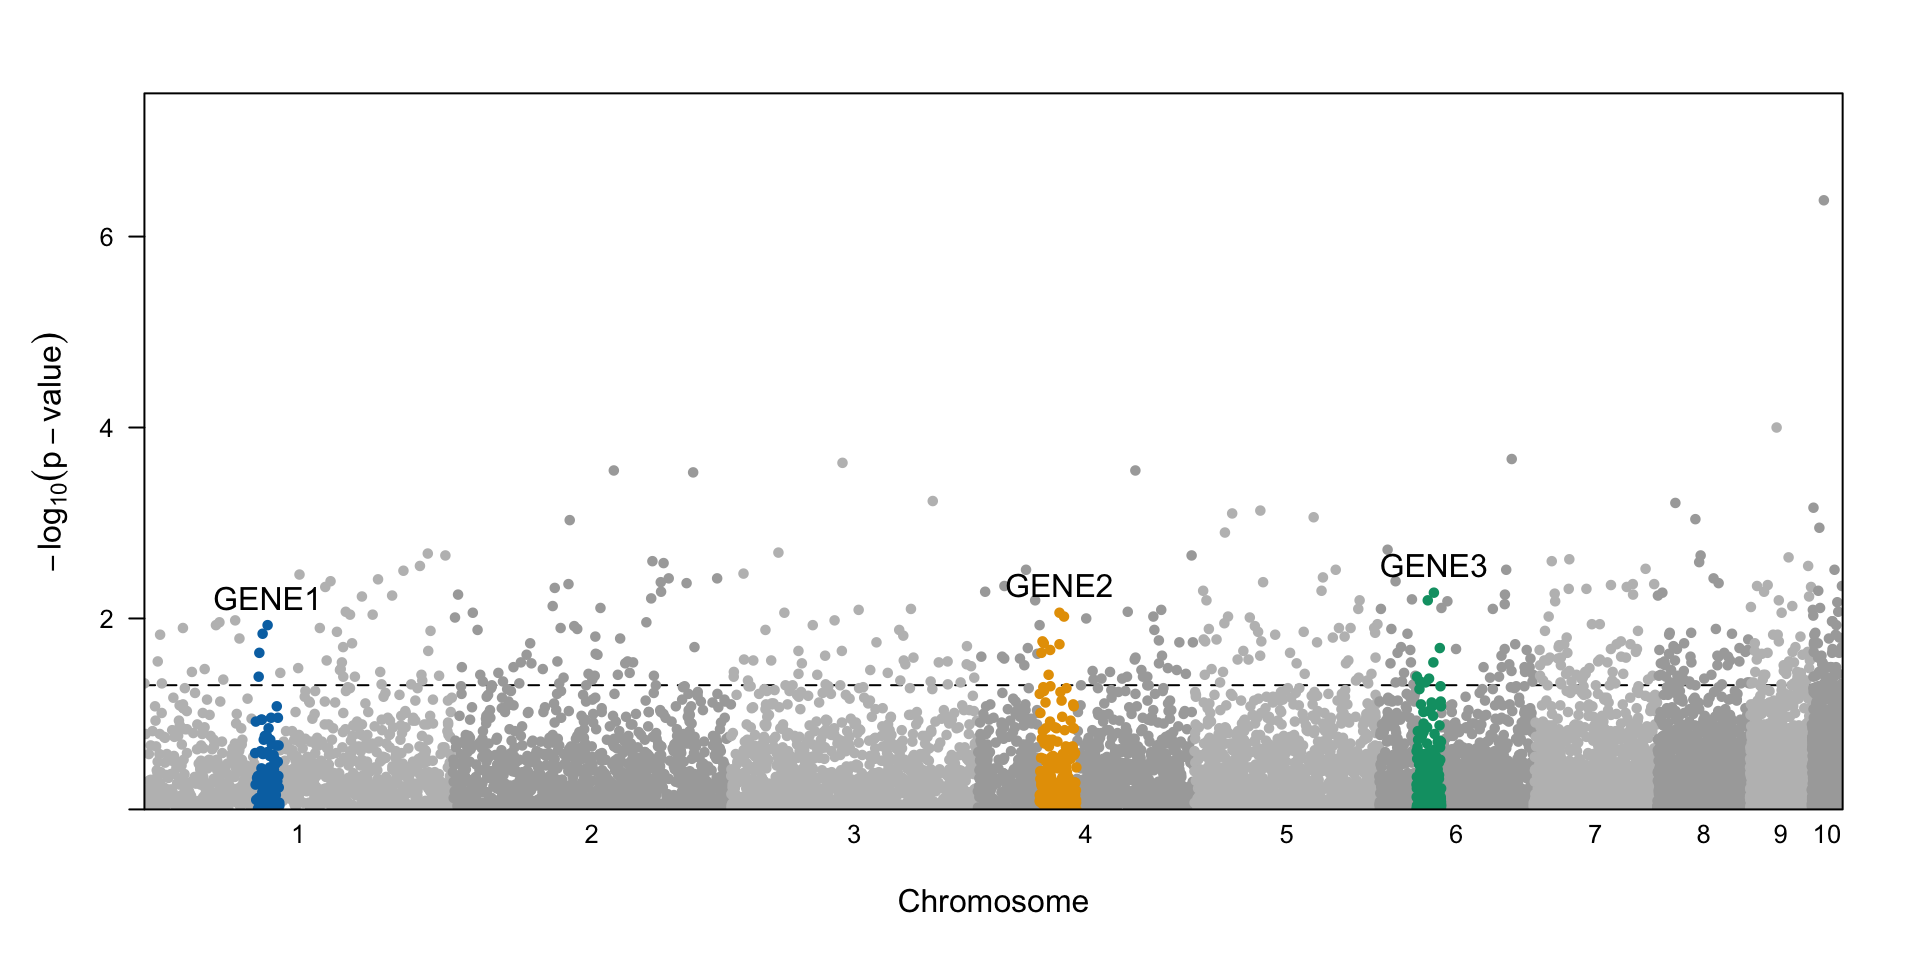 6
4
2
−log10(p − value)
GENE3
GENE2
GENE1
1 2 3 4 5 6 7 8 9 10
Chromosome